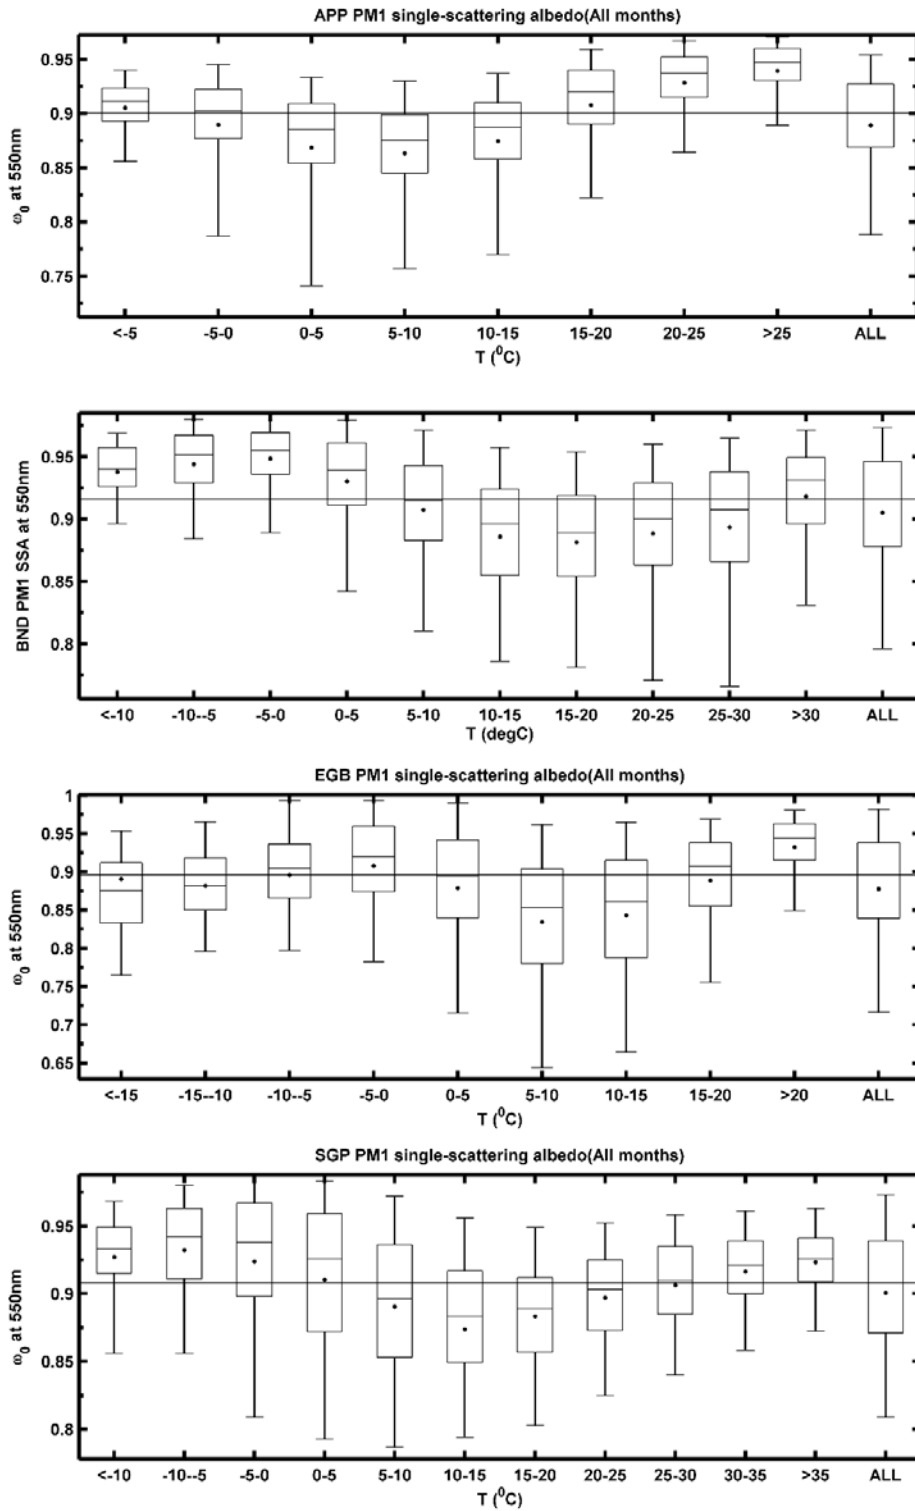 APP PM1 single-scattering albedo(All months)
0.95
0.9
0.85
0.8
0.75
ω0 at 550nm
<-5 -5-0 0-5 5-10 10-15 15-20 20-25 >25 ALL
T (⁰C)
0.95
0.9
0.85
0.8
BND PM1 SSA at 550nm
<-10 -10--5 -5-0 0-5 5-10 10-15 15-20 20-25 25-30 >30 ALL
T (degC)
EGB PM1 single-scattering albedo(All months)
1
0.95
0.9
0.85
0.8
0.75
0.7
0.65
ω0 at 550nm
<-15 -15--10 -10--5 -5-0 0-5 5-10 10-15 15-20 >20 ALL
T (⁰C)
SGP PM1 single-scattering albedo(All months)
0.95
0.9
0.85
0.8
ω0 at 550nm
<-10 -10--5 -5-0 0-5 5-10 10-15 15-20 20-25 25-30 30-35 >35 ALL
T (⁰C)